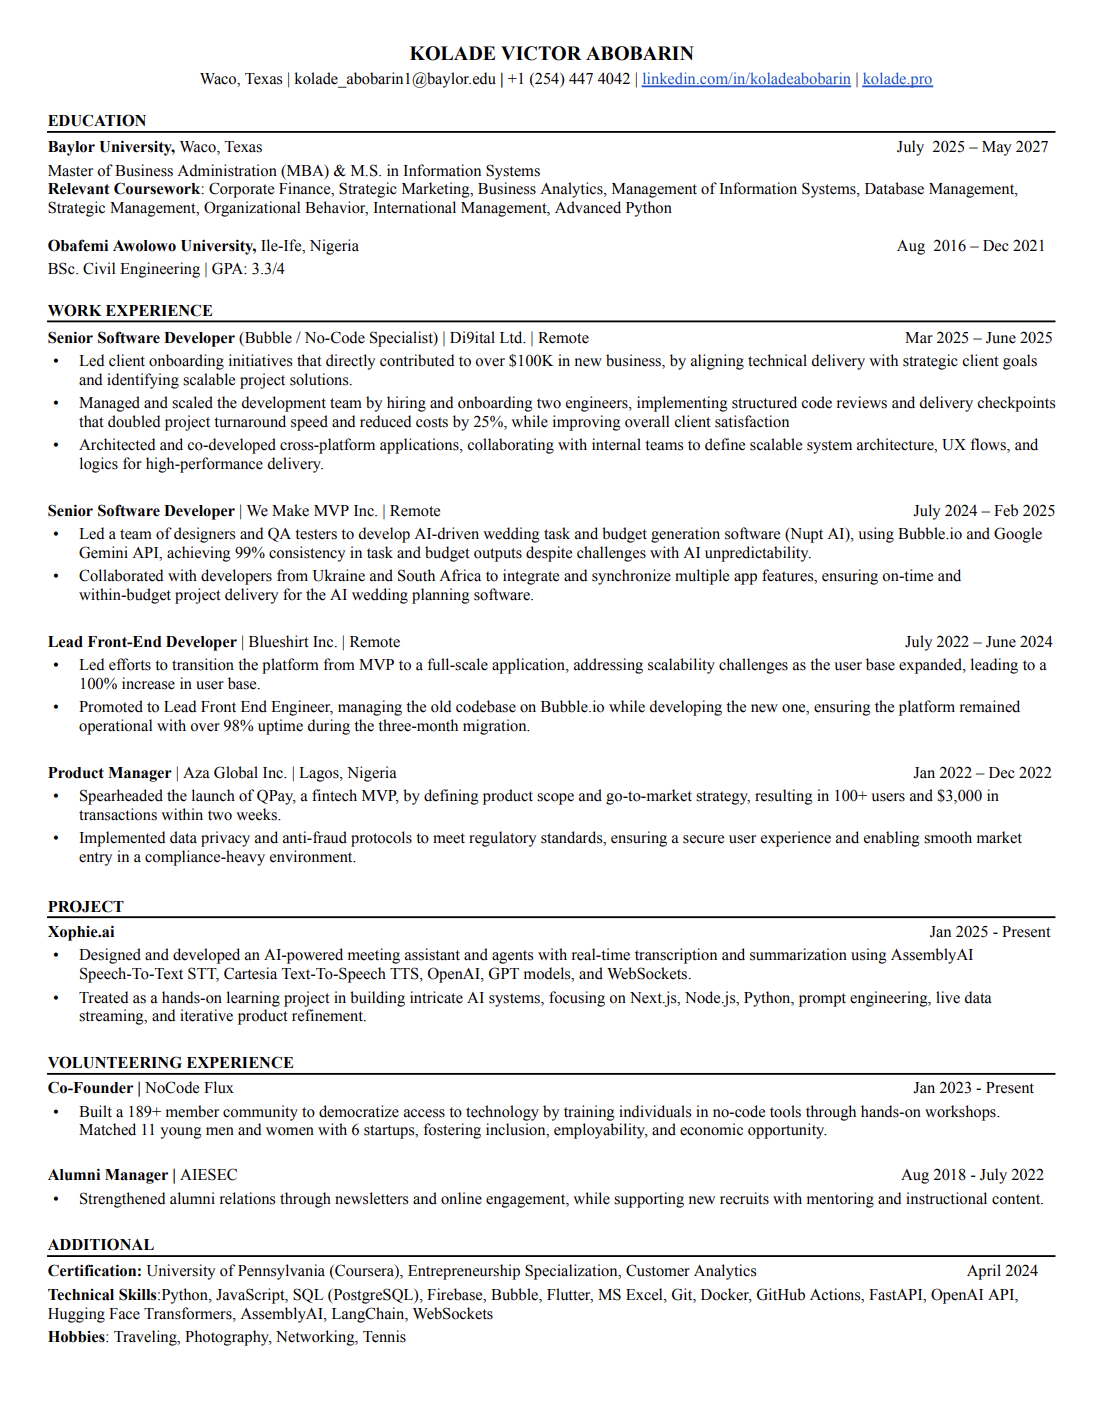 KOLADE VICTOR ABOBARIN
Waco, Texas | kolade_abobarin1@baylor.edu | +1 (254) 447 4042 | linkedin.com/in/koladeabobarin | kolade.pro
EDUCATION
Baylor University, Waco, Texas July 2025 – May 2027
Master of Business Administration (MBA) & M.S. in Information Systems
Relevant Coursework: Corporate Finance, Strategic Marketing, Business Analytics, Management of Information Systems, Database Management,
Strategic Management, Organizational Behavior, International Management, Advanced Python
Obafemi Awolowo University, Ile-Ife, Nigeria Aug 2016 – Dec 2021
BSc. Civil Engineering | GPA: 3.3/4
WORK EXPERIENCE
Senior Software Developer (Bubble / No-Code Specialist) | Di9ital Ltd. | Remote Mar 2025 – June 2025
• Led client onboarding initiatives that directly contributed to over $100K in new business, by aligning technical delivery with strategic client goals
and identifying scalable project solutions.
• Managed and scaled the development team by hiring and onboarding two engineers, implementing structured code reviews and delivery checkpoints
that doubled project turnaround speed and reduced costs by 25%, while improving overall client satisfaction
• Architected and co-developed cross-platform applications, collaborating with internal teams to define scalable system architecture, UX flows, and
logics for high-performance delivery.
Senior Software Developer | We Make MVP Inc. | Remote July 2024 – Feb 2025
• Led a team of designers and QA testers to develop AI-driven wedding task and budget generation software (Nupt AI), using Bubble.io and Google
Gemini API, achieving 99% consistency in task and budget outputs despite challenges with AI unpredictability.
• Collaborated with developers from Ukraine and South Africa to integrate and synchronize multiple app features, ensuring on-time and
within-budget project delivery for the AI wedding planning software.
Lead Front-End Developer | Blueshirt Inc. | Remote July 2022 – June 2024
• Led efforts to transition the platform from MVP to a full-scale application, addressing scalability challenges as the user base expanded, leading to a
100% increase in user base.
• Promoted to Lead Front End Engineer, managing the old codebase on Bubble.io while developing the new one, ensuring the platform remained
operational with over 98% uptime during the three-month migration.
Product Manager | Aza Global Inc. | Lagos, Nigeria Jan 2022 – Dec 2022
• Spearheaded the launch of QPay, a fintech MVP, by defining product scope and go-to-market strategy, resulting in 100+ users and $3,000 in
transactions within two weeks.
• Implemented data privacy and anti-fraud protocols to meet regulatory standards, ensuring a secure user experience and enabling smooth market
entry in a compliance-heavy environment.
PROJECT
Xophie.ai Jan 2025 - Present
• Designed and developed an AI-powered meeting assistant and agents with real-time transcription and summarization using AssemblyAI
Speech-To-Text STT, Cartesia Text-To-Speech TTS, OpenAI, GPT models, and WebSockets.
• Treated as a hands-on learning project in building intricate AI systems, focusing on Next.js, Node.js, Python, prompt engineering, live data
streaming, and iterative product refinement.
VOLUNTEERING EXPERIENCE
Co-Founder | NoCode Flux Jan 2023 - Present
• Built a 189+ member community to democratize access to technology by training individuals in no-code tools through hands-on workshops.
Matched 11 young men and women with 6 startups, fostering inclusion, employability, and economic opportunity.
Alumni Manager | AIESEC Aug 2018 - July 2022
• Strengthened alumni relations through newsletters and online engagement, while supporting new recruits with mentoring and instructional content.
ADDITIONAL
Certification: University of Pennsylvania (Coursera), Entrepreneurship Specialization, Customer Analytics April 2024
Technical Skills:Python, JavaScript, SQL (PostgreSQL), Firebase, Bubble, Flutter, MS Excel, Git, Docker, GitHub Actions, FastAPI, OpenAI API,
Hugging Face Transformers, AssemblyAI, LangChain, WebSockets
Hobbies: Traveling, Photography, Networking, Tennis